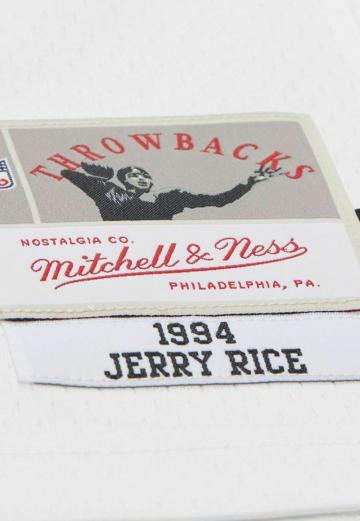 THROWBACKS
NOSTALGIA CO.
Mitchell & Ness
PHILADELPHIA, PA.
1994
JERRY RICE